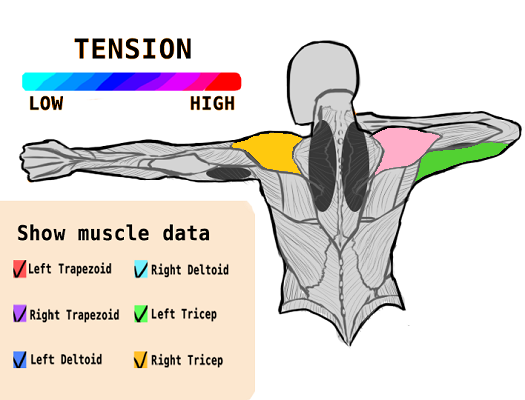 TENSION
LOW HIGH
Show muscle data
Left Trapezoid Right Deltoid
Right Trapezoid Left Tricep
Left Deltoid Right Tricep